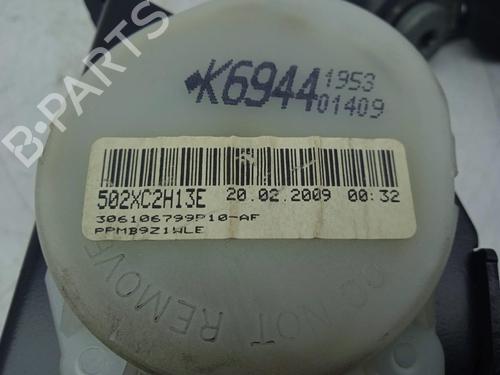 B-PARTS
K6944 1953
01409
502XC2H13E 20.02.2009 00:32
306106799P10-AF
PPMB9Z1WLE
DO NOT REMOVE